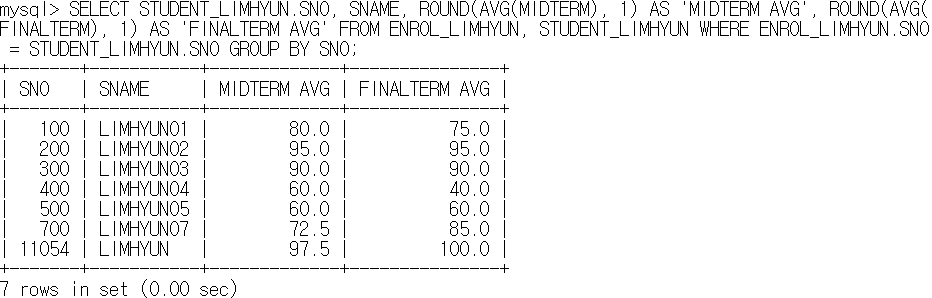 mysql> SELECT STUDENT_LIMHYUN.SNO, SNAME, ROUND(AVG(MIDTERM), 1) AS 'MIDTERM AVG', ROUND(AVG(
FINALTERM), 1) AS 'FINALTERM AVG' FROM ENROL_LIMHYUN, STUDENT_LIMHYUN WHERE ENROL_LIMHYUN.SNO
 = STUDENT_LIMHYUN.SNO GROUP BY SNO;
+-------+-----------+-------------+---------------+
| SNO   | SNAME     | MIDTERM AVG | FINALTERM AVG |
+-------+-----------+-------------+---------------+
|   100 | LIMHYUN01 |        80.0 |          75.0 |
|   200 | LIMHYUN02 |        95.0 |          95.0 |
|   300 | LIMHYUN03 |        90.0 |          90.0 |
|   400 | LIMHYUN04 |        60.0 |          40.0 |
|   500 | LIMHYUN05 |        60.0 |          60.0 |
|   700 | LIMHYUN07 |        72.5 |          85.0 |
| 11054 | LIMHYUN   |        97.5 |         100.0 |
+-------+-----------+-------------+---------------+
7 rows in set (0.00 sec)